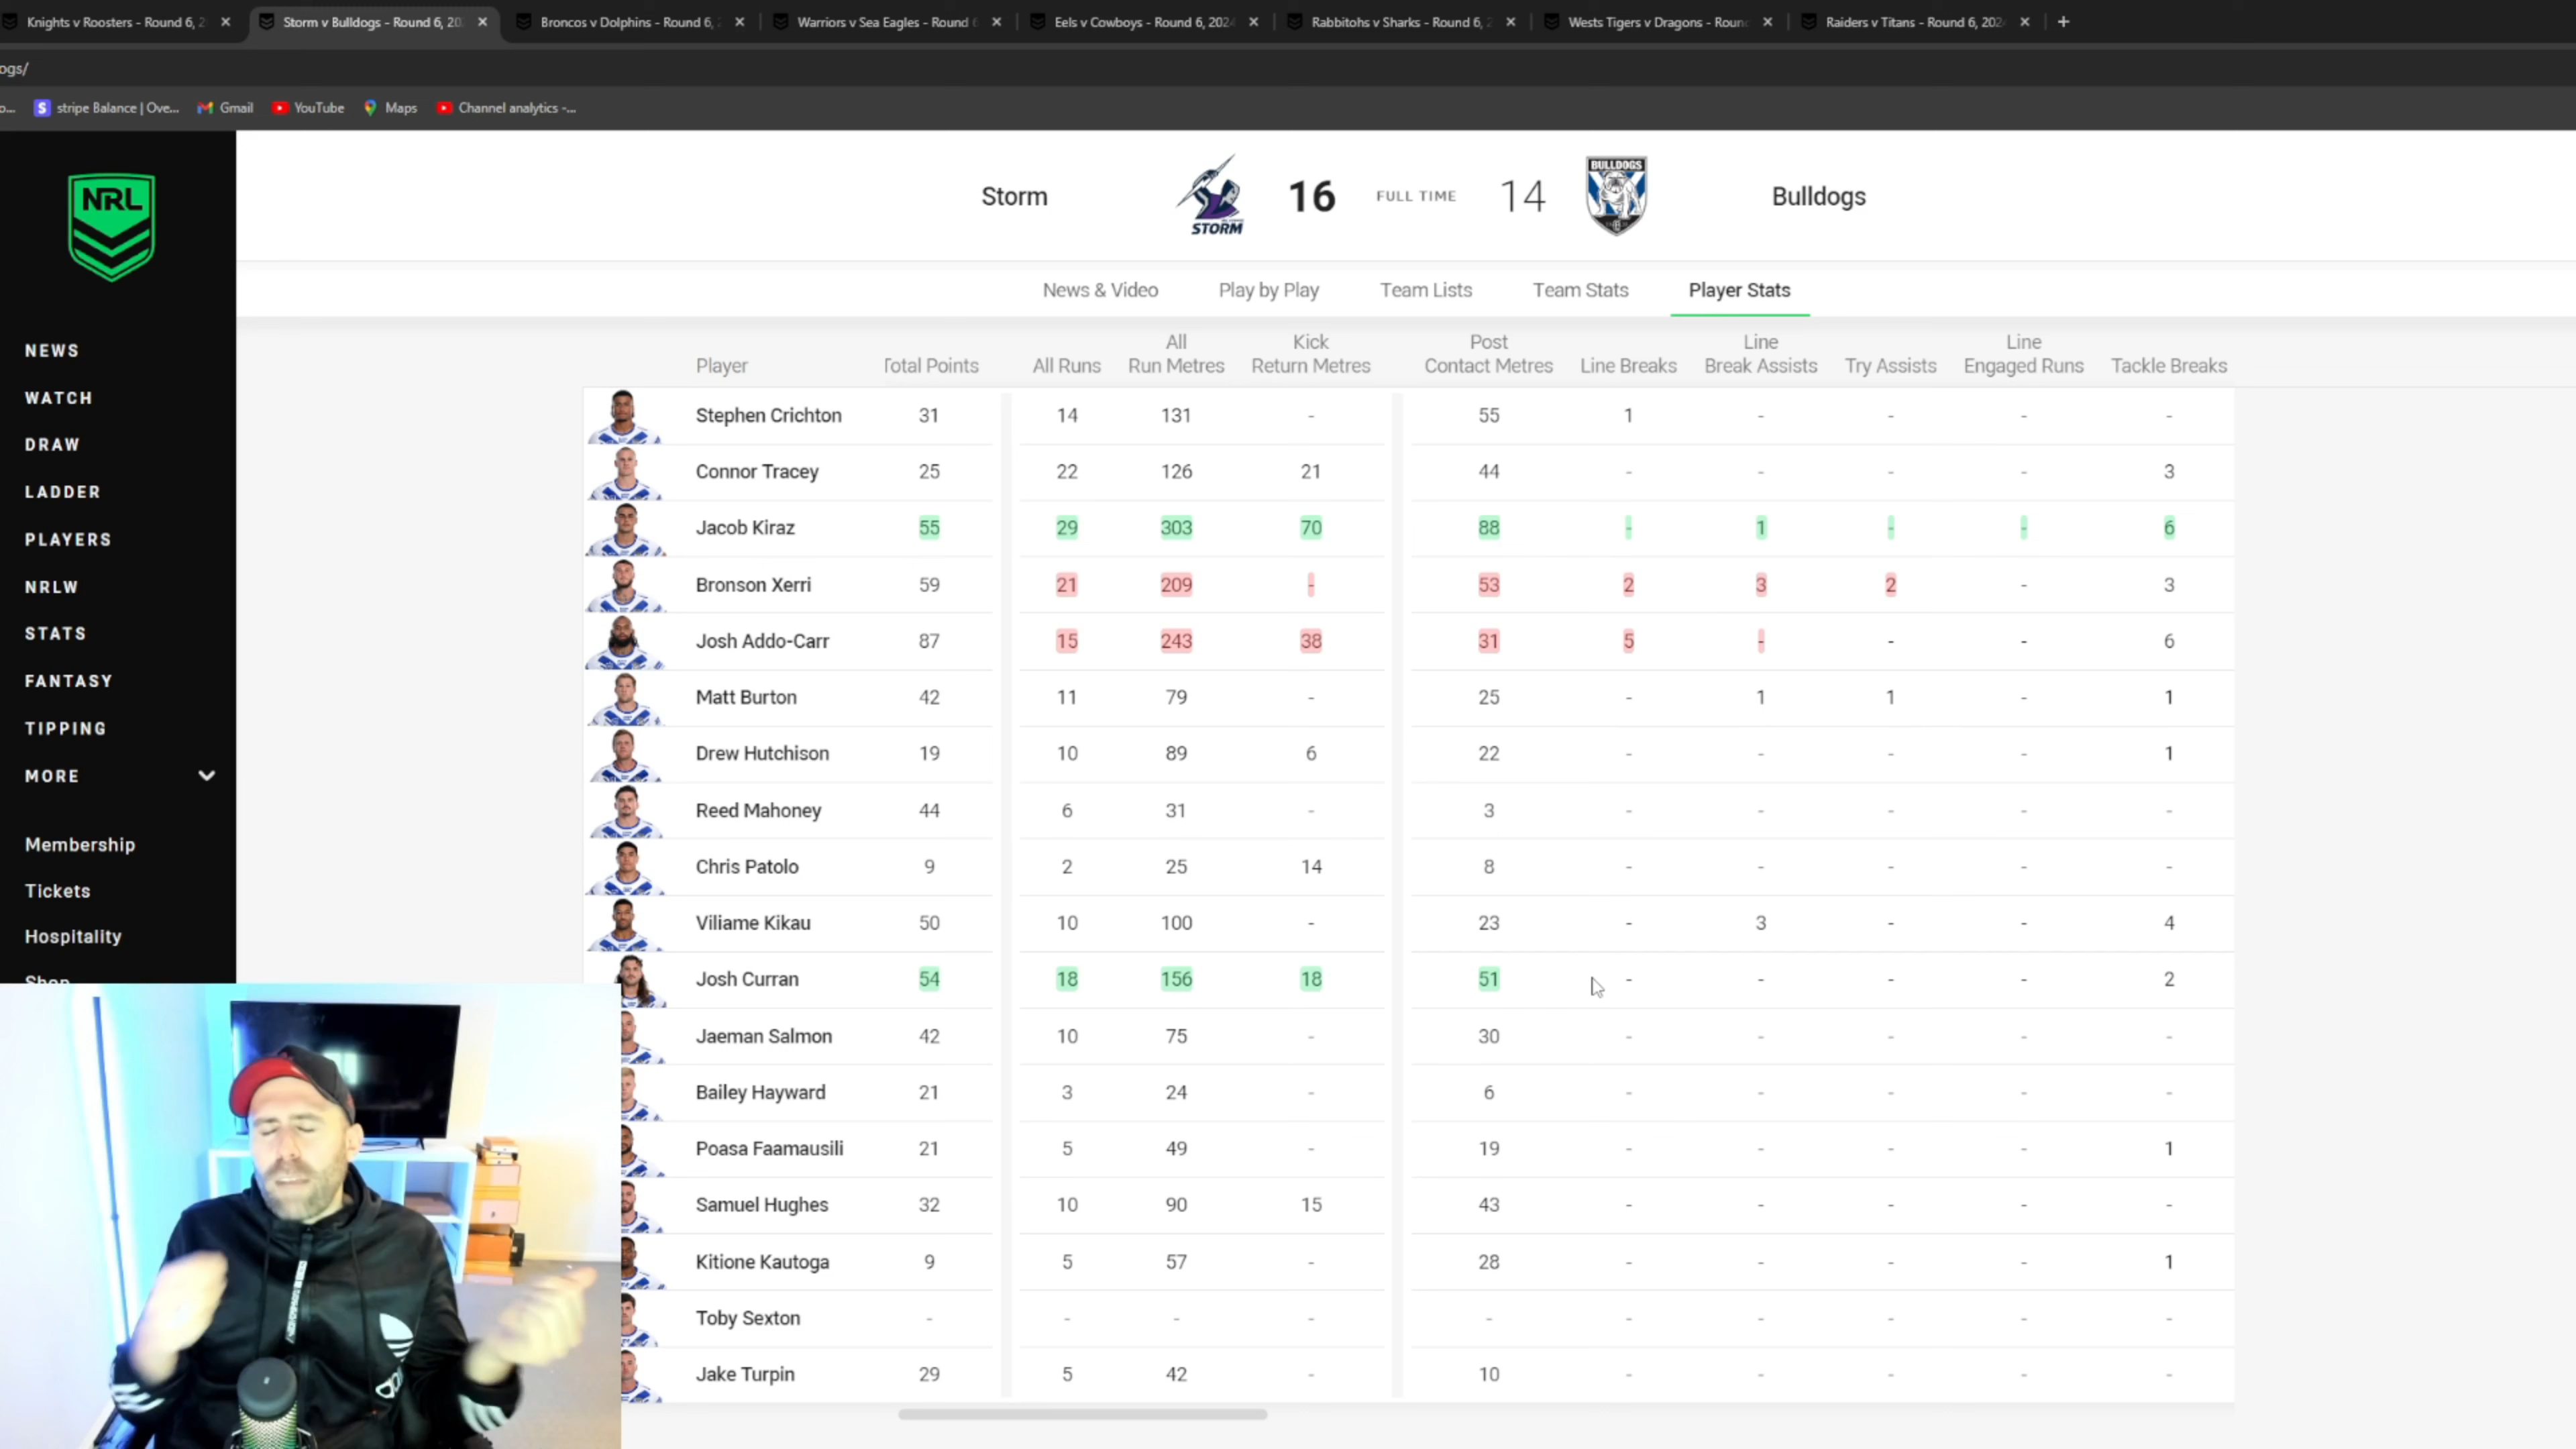 Knights v Roosters - Round 6, 2
Storm v Bulldogs - Round 6, 20
Broncos v Dolphins - Round 6, 2
Warriors v Sea Eagles - Round 6
Eels v Cowboys - Round 6, 2024
Rabbitohs v Sharks - Round 6, 2
Wests Tigers v Dragons - Roun
Raiders v Titans - Round 6, 202
ogs/
o... S stripe Balance | Ove... Gmail YouTube Maps Channel analytics -...
NRL
NEWS
WATCH
DRAW
LADDER
PLAYERS
NRLW
STATS
FANTASY
TIPPING
MORE
Membership
Tickets
Hospitality
Shop
Storm STORM 16 FULL TIME 14 BULLDOGS Bulldogs
News & Video Play by Play Team Lists Team Stats Player Stats
Player Total Points All Runs All Run Metres Kick Return Metres Post Contact Metres Line Breaks Line Break Assists Try Assists Line Engaged Runs Tackle Breaks
Stephen Crichton 31 14 131 - 55 1 - - - -
Connor Tracey 25 22 126 21 44 - - - - 3
Jacob Kiraz 55 29 303 70 88 - 1 - - 6
Bronson Xerri 59 21 209 - 53 2 3 2 - 3
Josh Addo-Carr 87 15 243 38 31 5 - - - 6
Matt Burton 42 11 79 - 25 - 1 1 - 1
Drew Hutchison 19 10 89 6 22 - - - - 1
Reed Mahoney 44 6 31 - 3 - - - - -
Chris Patolo 9 2 25 14 8 - - - - -
Viliame Kikau 50 10 100 - 23 - 3 - - 4
Josh Curran 54 18 156 18 51 - - - - 2
Jaeman Salmon 42 10 75 - 30 - - - - -
Bailey Hayward 21 3 24 - 6 - - - - -
Poasa Faamausili 21 5 49 - 19 - - - - 1
Samuel Hughes 32 10 90 15 43 - - - - -
Kitione Kautoga 9 5 57 - 28 - - - - 1
Toby Sexton - - - - - - - - - -
Jake Turpin 29 5 42 - 10 - - - - -